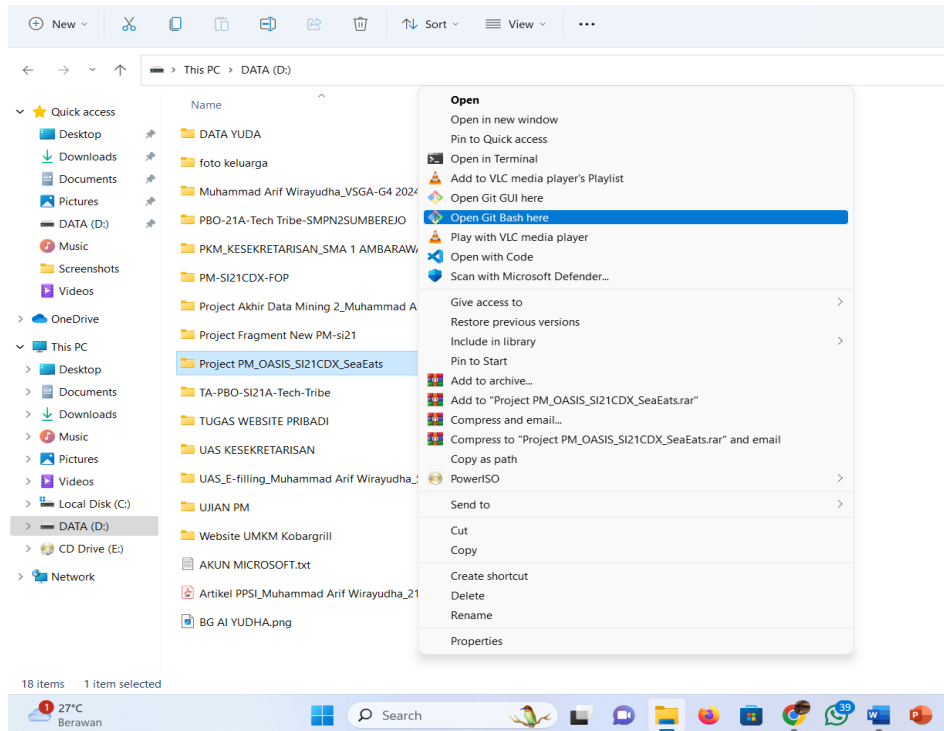 New
Sort
View
This PC > DATA (D:)
Quick access
Desktop
Downloads
Documents
Pictures
DATA (D:)
Music
Screenshots
Videos
OneDrive
This PC
Desktop
Documents
Downloads
Music
Pictures
Videos
Local Disk (C:)
DATA (D:)
CD Drive (E:)
Network
Name
DATA YUDA
foto keluarga
Muhammad Arif Wirayudha_VSGA-G4 2024
PBO-21A-Tech Tribe-SMPN2SUMBEREJO
PKM_KESEKRETARISAN_SMA 1 AMBARAWA
PM-SI21CDX-FOP
Project Akhir Data Mining 2_Muhammad A
Project Fragment New PM-si21
Project PM_OASIS_SI21CDX_SeaEats
TA-PBO-SI21A-Tech-Tribe
TUGAS WEBSITE PRIBADI
UAS KESEKRETARISAN
UAS_E-filling_Muhammad Arif Wirayudha_
UJIAN PM
Website UMKM Kobargrill
AKUN MICROSOFT.txt
Artikel PPSI_Muhammad Arif Wirayudha_21
BG AI YUDHA.png
Open
Open in new window
Pin to Quick access
Open in Terminal
Add to VLC media player's Playlist
Open Git GUI here
Open Git Bash here
Play with VLC media player
Open with Code
Scan with Microsoft Defender...
Give access to
Restore previous versions
Include in library
Pin to Start
Add to archive...
Add to "Project PM_OASIS_SI21CDX_SeaEats.rar"
Compress and email...
Compress to "Project PM_OASIS_SI21CDX_SeaEats.rar" and email
Copy as path
PowerISO
Send to
Cut
Copy
Create shortcut
Delete
Rename
Properties
18 items 1 item selected
1
27°C
Berawan
Search
39